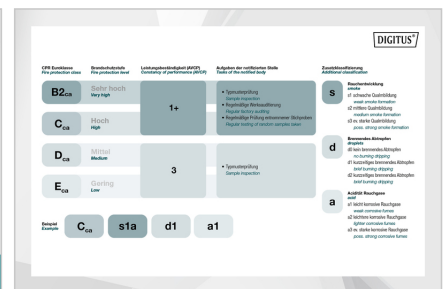 DIGITUS®
CPR Euroklasse
Fire protection class
Brandschutzstufe
Fire protection level
Leistungsbeständigkeit (AVCP)
Constancy of performance (AVCP)
Aufgaben der notifizierten Stelle
Tasks of the notified body
Zusatzklassifizierung
Additional classification
B2ca
Sehr hoch
Very high
Cca
Hoch
High
1+
• Typenüberprüfung
Sample inspection
• Regelmäßige Werksauditierung
Regular factory auditing
• Regelmäßige Prüfung entnommener Stichproben
Regular testing of random samples taken
Dca
Mittel
Medium
Eca
Gering
Low
3
• Typenüberprüfung
Sample inspection
s
Rauchentwicklung
smoke
s1 schwache Qualmbildung
weak smoke formation
s2 mittlere Qualmbildung
medium smoke formation
s3 ev. starke Qualmbildung
poss. strong smoke formation
d
Brennendes Abtropfen
droplets
d0 kein brennendes Abtropfen
no burning dripping
d1 kurzzeitiges brennendes Abtropfen
brief burning dripping
d2 kurzzeitiges brennendes Abtropfen
brief burning dripping
a
Acidität Rauchgase
acid
a1 leicht korrosive Rauchgase
weak corrosive fumes
a2 leichtere korrosive Rauchgase
lighter corrosive fumes
a3 ev. starke korrosive Rauchgase
poss. strong corrosive fumes
Beispiel
Example
Cca
s1a
d1
a1